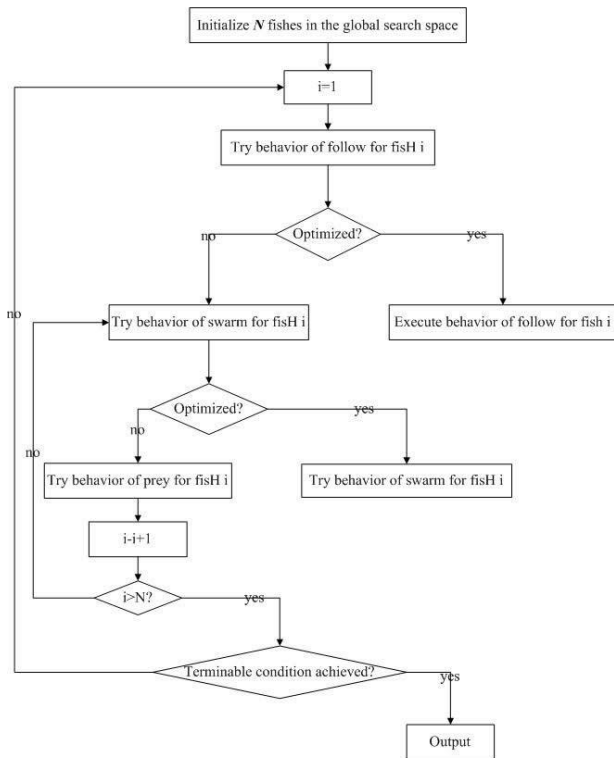 Initialize N fishes in the global search space
i=1
Try behavior of follow for fisH i
Optimized?
no
yes
no
Try behavior of swarm for fisH i
Execute behavior of follow for fish i
Optimized?
yes
no
no
Try behavior of prey for fisH i
Try behavior of swarm for fisH i
i-i+1
i>N?
yes
Terminable condition achieved?
yes
Output